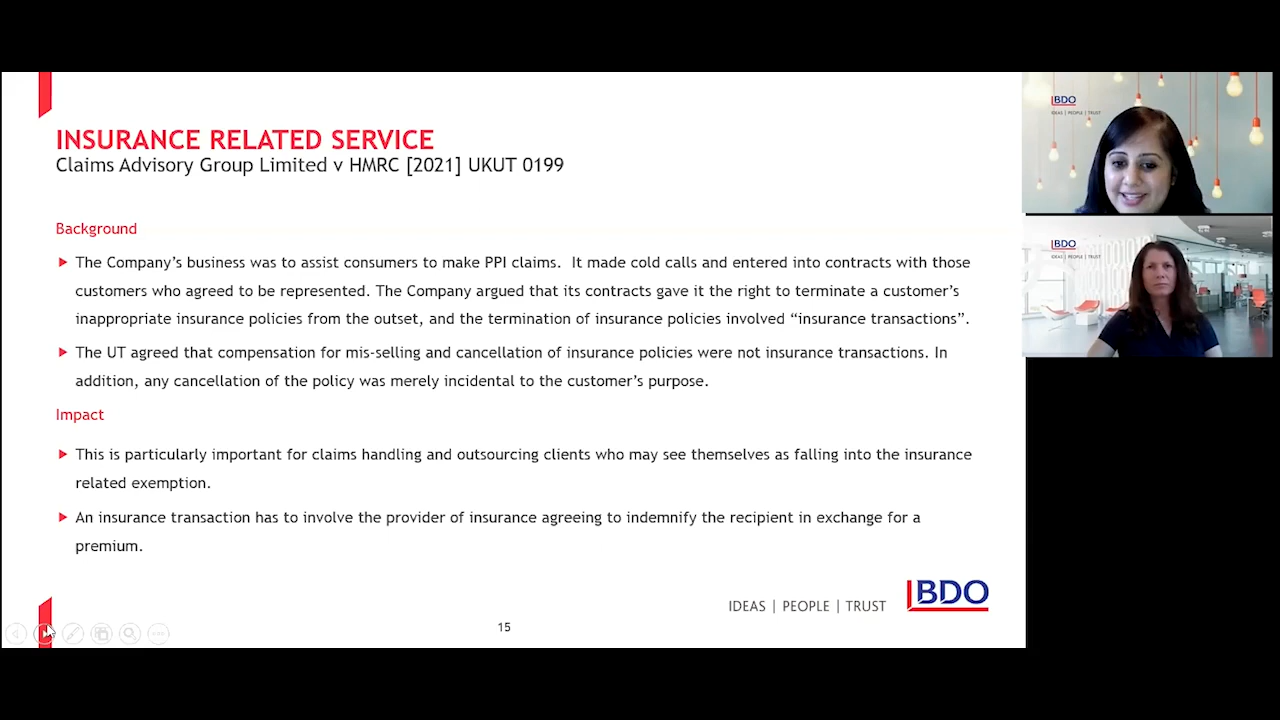 INSURANCE RELATED SERVICE
Claims Advisory Group Limited v HMRC [2021] UKUT 0199
Background
The Company's business was to assist consumers to make PPI claims.  It made cold calls and entered into contracts with those
customers who agreed to be represented. The Company argued that its contracts gave it the right to terminate a customer's
inappropriate insurance policies from the outset, and the termination of insurance policies involved “insurance transactions”.
The UT agreed that compensation for mis-selling and cancellation of insurance policies were not insurance transactions. In
addition, any cancellation of the policy was merely incidental to the customer's purpose.
Impact
This is particularly important for claims handling and outsourcing clients who may see themselves as falling into the insurance
related exemption.
An insurance transaction has to involve the provider of insurance agreeing to indemnify the recipient in exchange for a
premium.
IDEAS | PEOPLE | TRUST
BDO
15
BDO
IDEAS | PEOPLE | TRUST
BDO
IDEAS | PEOPLE | TRUST